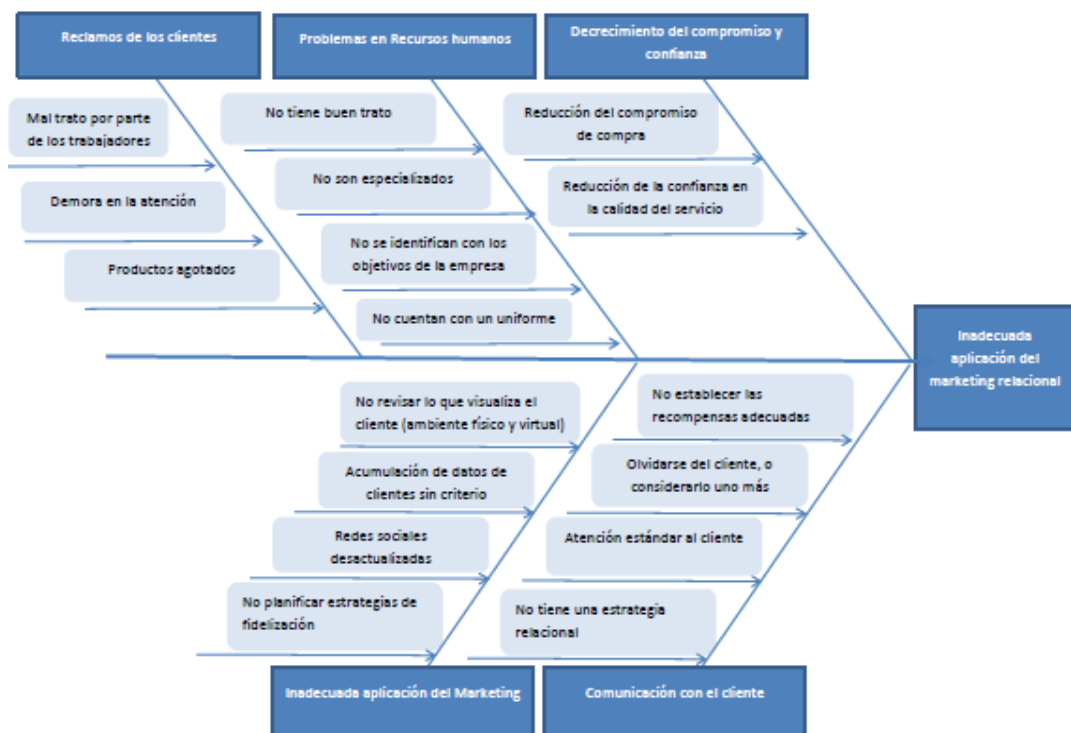 Reclamos de los clientes
Problemas en Recursos humanos
Decrecimiento del compromiso y
confianza
Mal trato por parte
de los trabajadores
Demora en la atención
Productos agotados
No tiene buen trato
No son especializados
No se identifican con los
objetivos de la empresa
No cuentan con un uniforme
Reducción del compromiso
de compra
Reducción de la confianza en
la calidad del servicio
Inadecuada
aplicación del
marketing relacional
No revisar lo que visualiza el
cliente (ambiente físico y virtual)
Acumulación de datos de
clientes sin criterio
Redes sociales
desactualizadas
No planificar estrategias de
fidelización
No establecer las
recompensas adecuadas
Olvidarse del cliente, o
considerarlo uno más
Atención estándar al cliente
No tiene una estrategia
relacional
Inadecuada aplicación del Marketing
Comunicación con el cliente